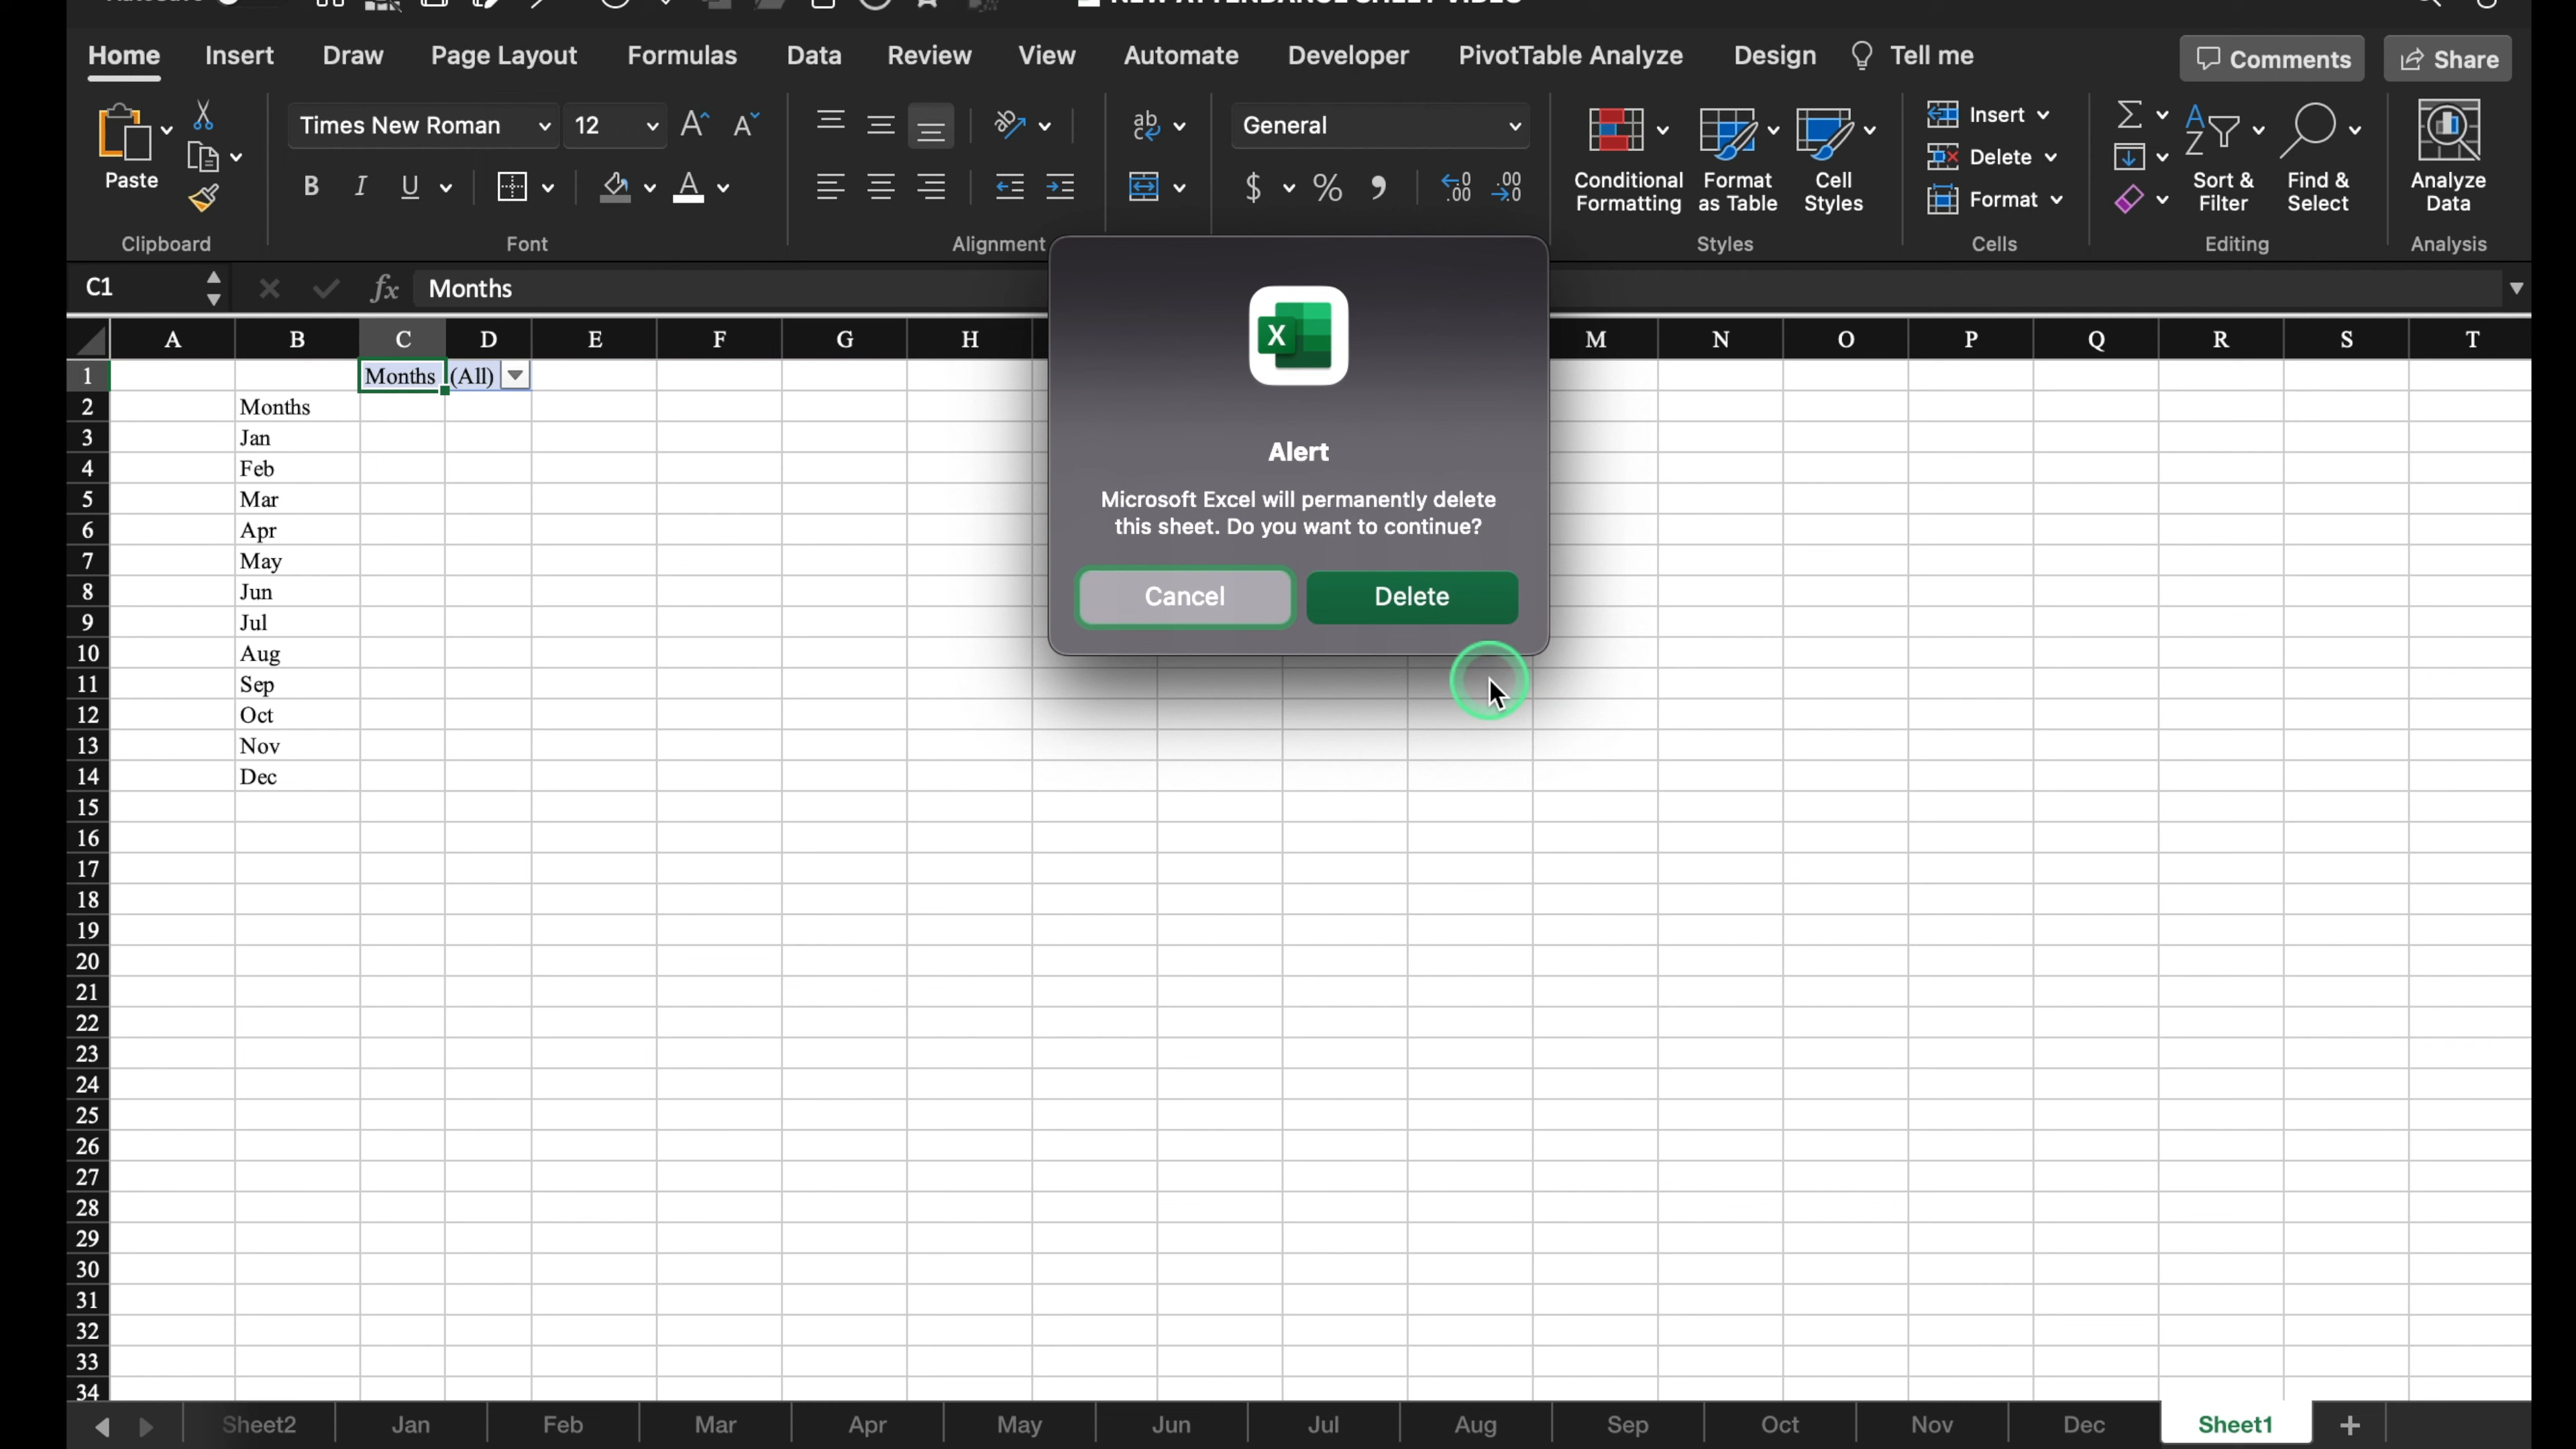 Home Insert Draw Page Layout Formulas Data Review View Automate Developer PivotTable Analyze Design Tell me Comments Share
Paste
Times New Roman 12
General
Conditional Formatting
Format as Table
Cell Styles
Insert
Delete
Format
Sort & Filter
Find & Select
Analyze Data
Clipboard Font Alignment Styles Cells Editing Analysis
C1 fx Months
A B C D E F G H M N O P Q R S T
1 Months (All)
2 Months
3 Jan
4 Feb
5 Mar
6 Apr
7 May
8 Jun
9 Jul
10 Aug
11 Sep
12 Oct
13 Nov
14 Dec
15
16
17
18
19
20
21
22
23
24
25
26
27
28
29
30
31
32
33
34
Alert
Microsoft Excel will permanently delete
this sheet. Do you want to continue?
Cancel Delete
Sheet2 Jan Feb Mar Apr May Jun Jul Aug Sep Oct Nov Dec Sheet1